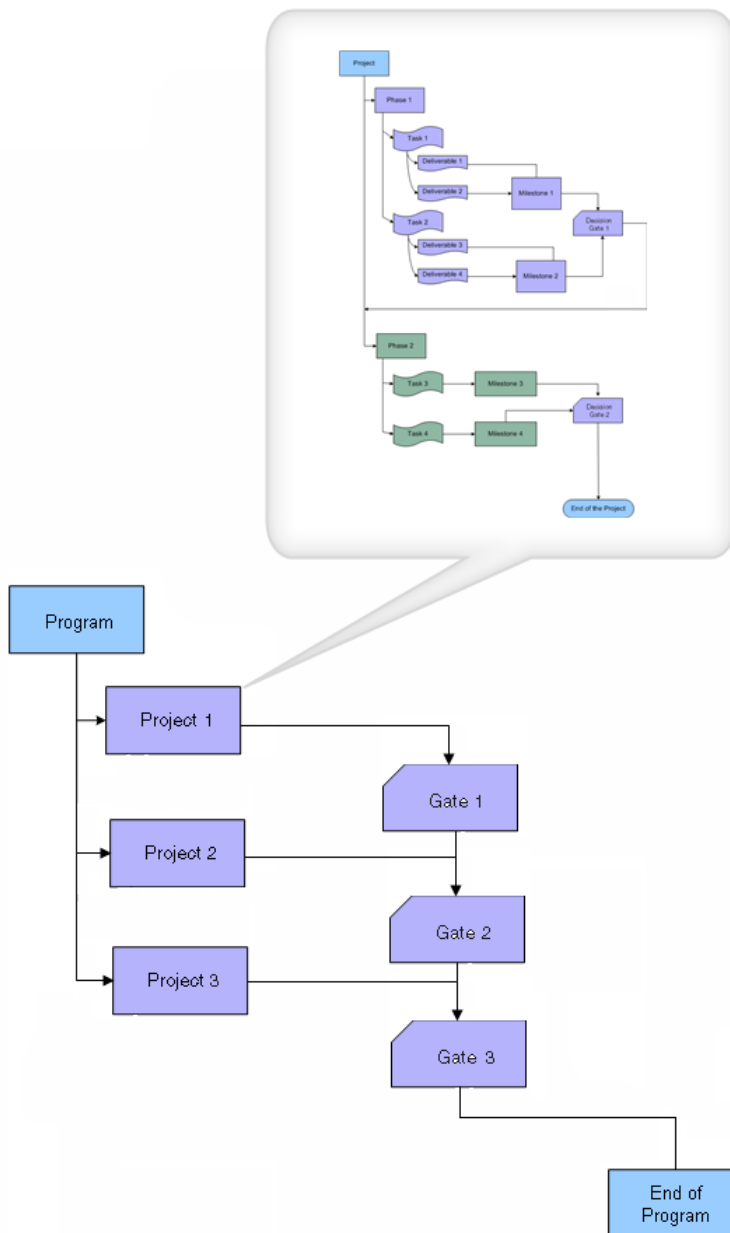 Project
Phase 1
Task 1
Deliverable 1
Deliverable 2
Milestone 1
Task 2
Decision
Gate 1
Deliverable 3
Deliverable 4
Milestone 2
Phase 2
Task 3
Milestone 3
Decision
Gate 2
Task 4
Milestone 4
End of the Project
Program
Project 1
Gate 1
Project 2
Gate 2
Project 3
Gate 3
End of
Program